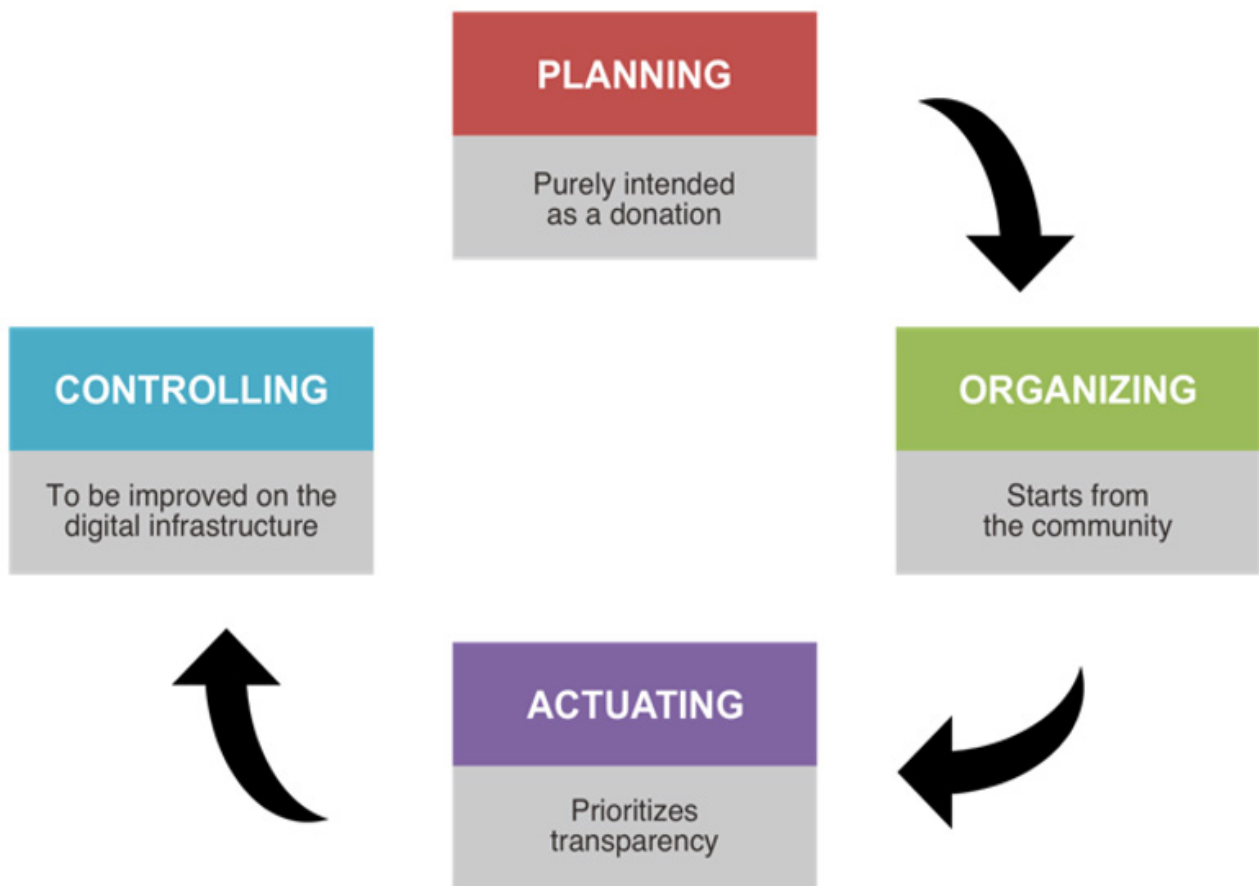 PLANNING
Purely intended
as a donation
CONTROLLING
To be improved on the
digital infrastructure
ORGANIZING
Starts from
the community
ACTUATING
Prioritizes
transparency